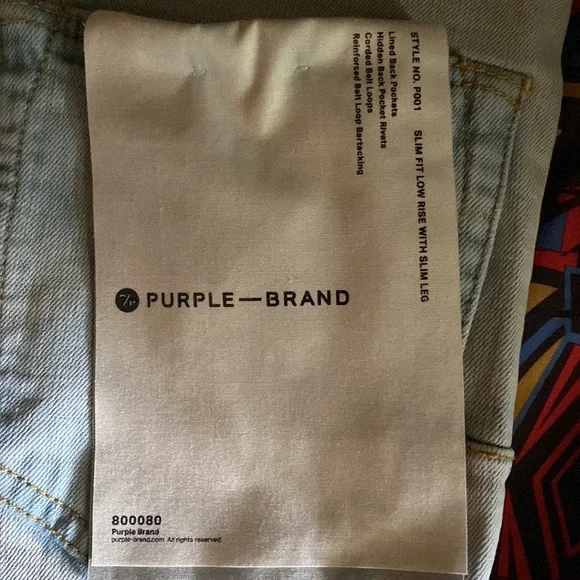 STYLE NO. P001 SLIM FIT LOW RISE WITH SLIM LEG
Lined Back Pockets
Hidden Back Pocket Rivets
Corded Belt Loops
Reinforced Belt Loop Bartacking
PURPLE—BRAND
800080
Purple Brand
purple-brand.com All rights reserved